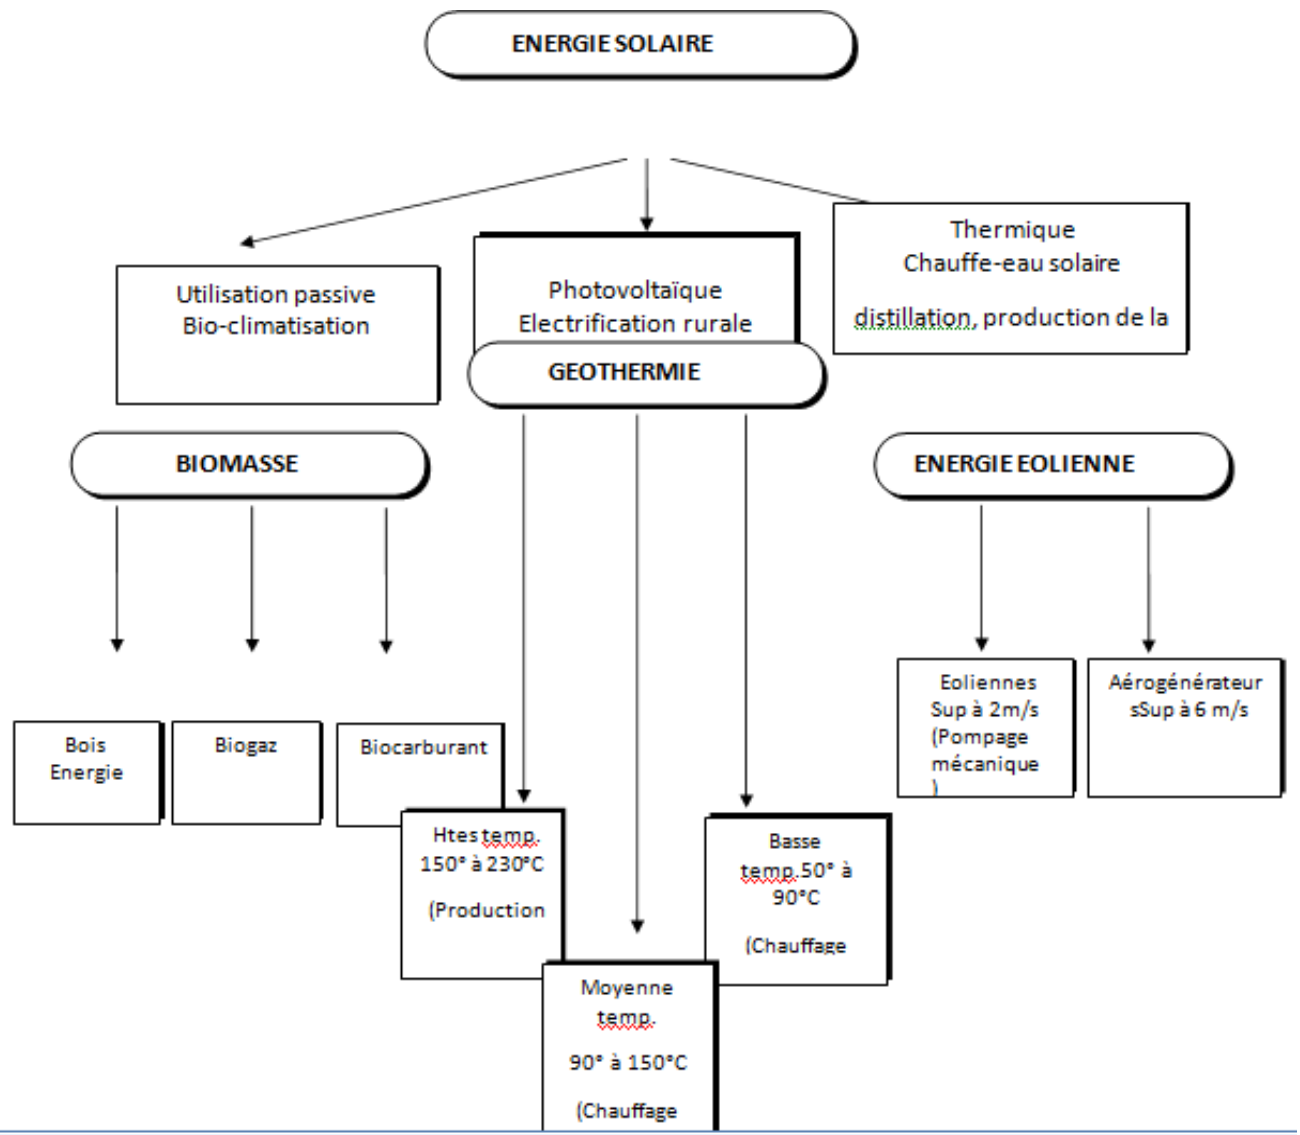 ENERGIE SOLAIRE
Utilisation passive
Bio-climatisation
Photovoltaïque
Electrification rurale
Thermique
Chauffe-eau solaire
distillation, production de la
GEOTHERMIE
BIOMASSE
ENERGIE EOLIENNE
Bois
Energie
Biogaz
Biocarburant
Eoliennes
Sup à 2m/s
(Pompage
mécanique
)
Aérogénérateur
sSup à 6 m/s
Htes temp.
150° à 230°C
(Production
Basse
temp.50° à
90°C
(Chauffage
Moyenne
temp.
90° à 150°C
(Chauffage